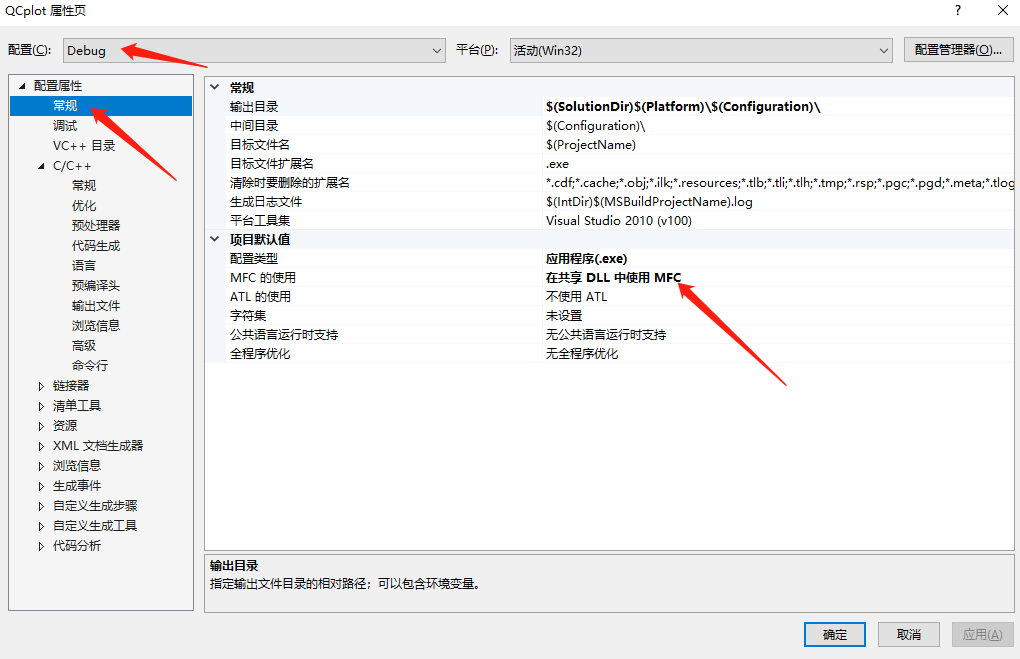 QCplot 属性页
?
配置(C): Debug 平台(P): 活动(Win32) 配置管理器(O)...
配置属性
常规
调试
VC++ 目录
C/C++
常规
优化
预处理器
代码生成
语言
预编译头
输出文件
浏览信息
高级
命令行
链接器
清单工具
资源
XML 文档生成器
浏览信息
生成事件
自定义生成步骤
自定义生成工具
代码分析
常规
输出目录 $(SolutionDir)$(Platform)\$(Configuration)\
中间目录 $(Configuration)\
目标文件名 $(ProjectName)
目标文件扩展名 .exe
清除时要删除的扩展名 *.cdf;*.cache;*.obj;*.ilk;*.resources;*.tlb;*.tli;*.tlh;*.tmp;*.rsp;*.pgc;*.pgd;*.meta;*.tlog
生成日志文件 $(IntDir)$(MSBuildProjectName).log
平台工具集 Visual Studio 2010 (v100)
项目默认值
配置类型 应用程序(.exe)
MFC 的使用 在共享 DLL 中使用 MFC
ATL 的使用 不使用 ATL
字符集 未设置
公共语言运行时支持 无公共语言运行时支持
全程序优化 无全程序优化
输出目录
指定输出文件目录的相对路径；可以包含环境变量。
确定 取消 应用(A)